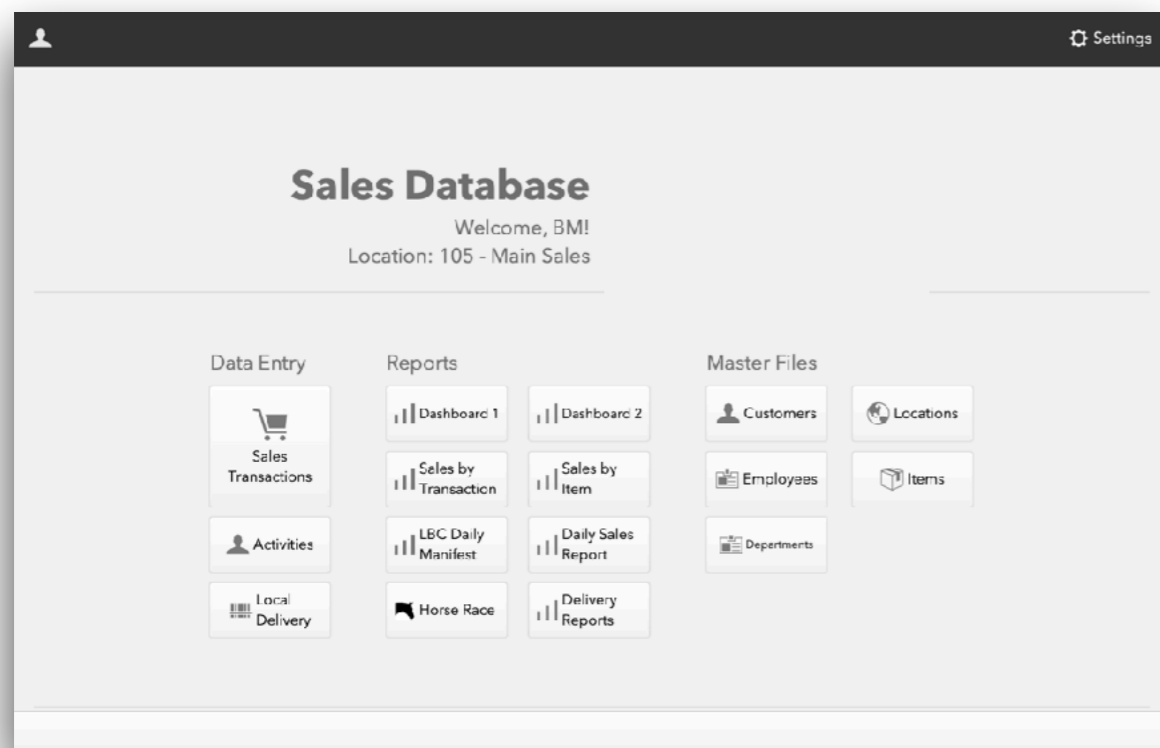 Settings
Sales Database
Welcome, BM!
Location: 105 - Main Sales
Data Entry
Sales
Transactions
Activities
Local
Delivery
Reports
Dashboard 1
Dashboard 2
Sales by
Transaction
Sales by
Item
LBC Daily
Manifest
Daily Sales
Report
Horse Race
Delivery
Reports
Master Files
Customers
Locations
Employees
Items
Departments